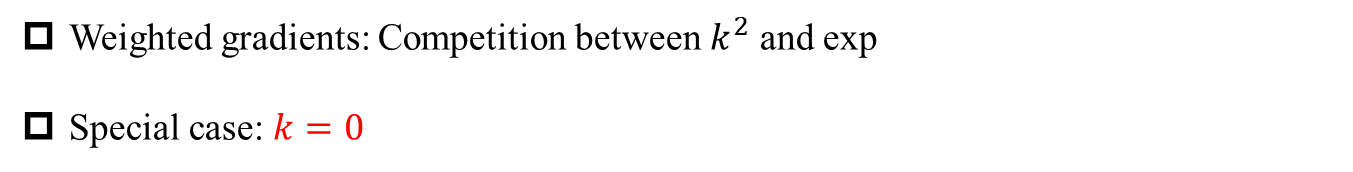 Weighted gradients: Competition between k² and exp
Special case: k = 0